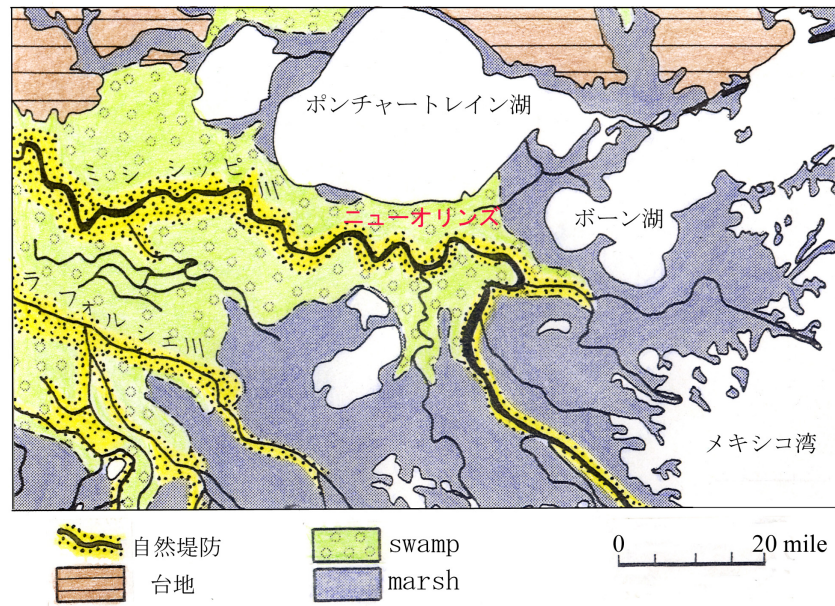 ポンチャートレイン湖
ミシシッピ川
ニューオリンズ
ボーン湖
ラフォルシェ川
メキシコ湾
自然堤防
swamp
0 20 mile
台地
marsh